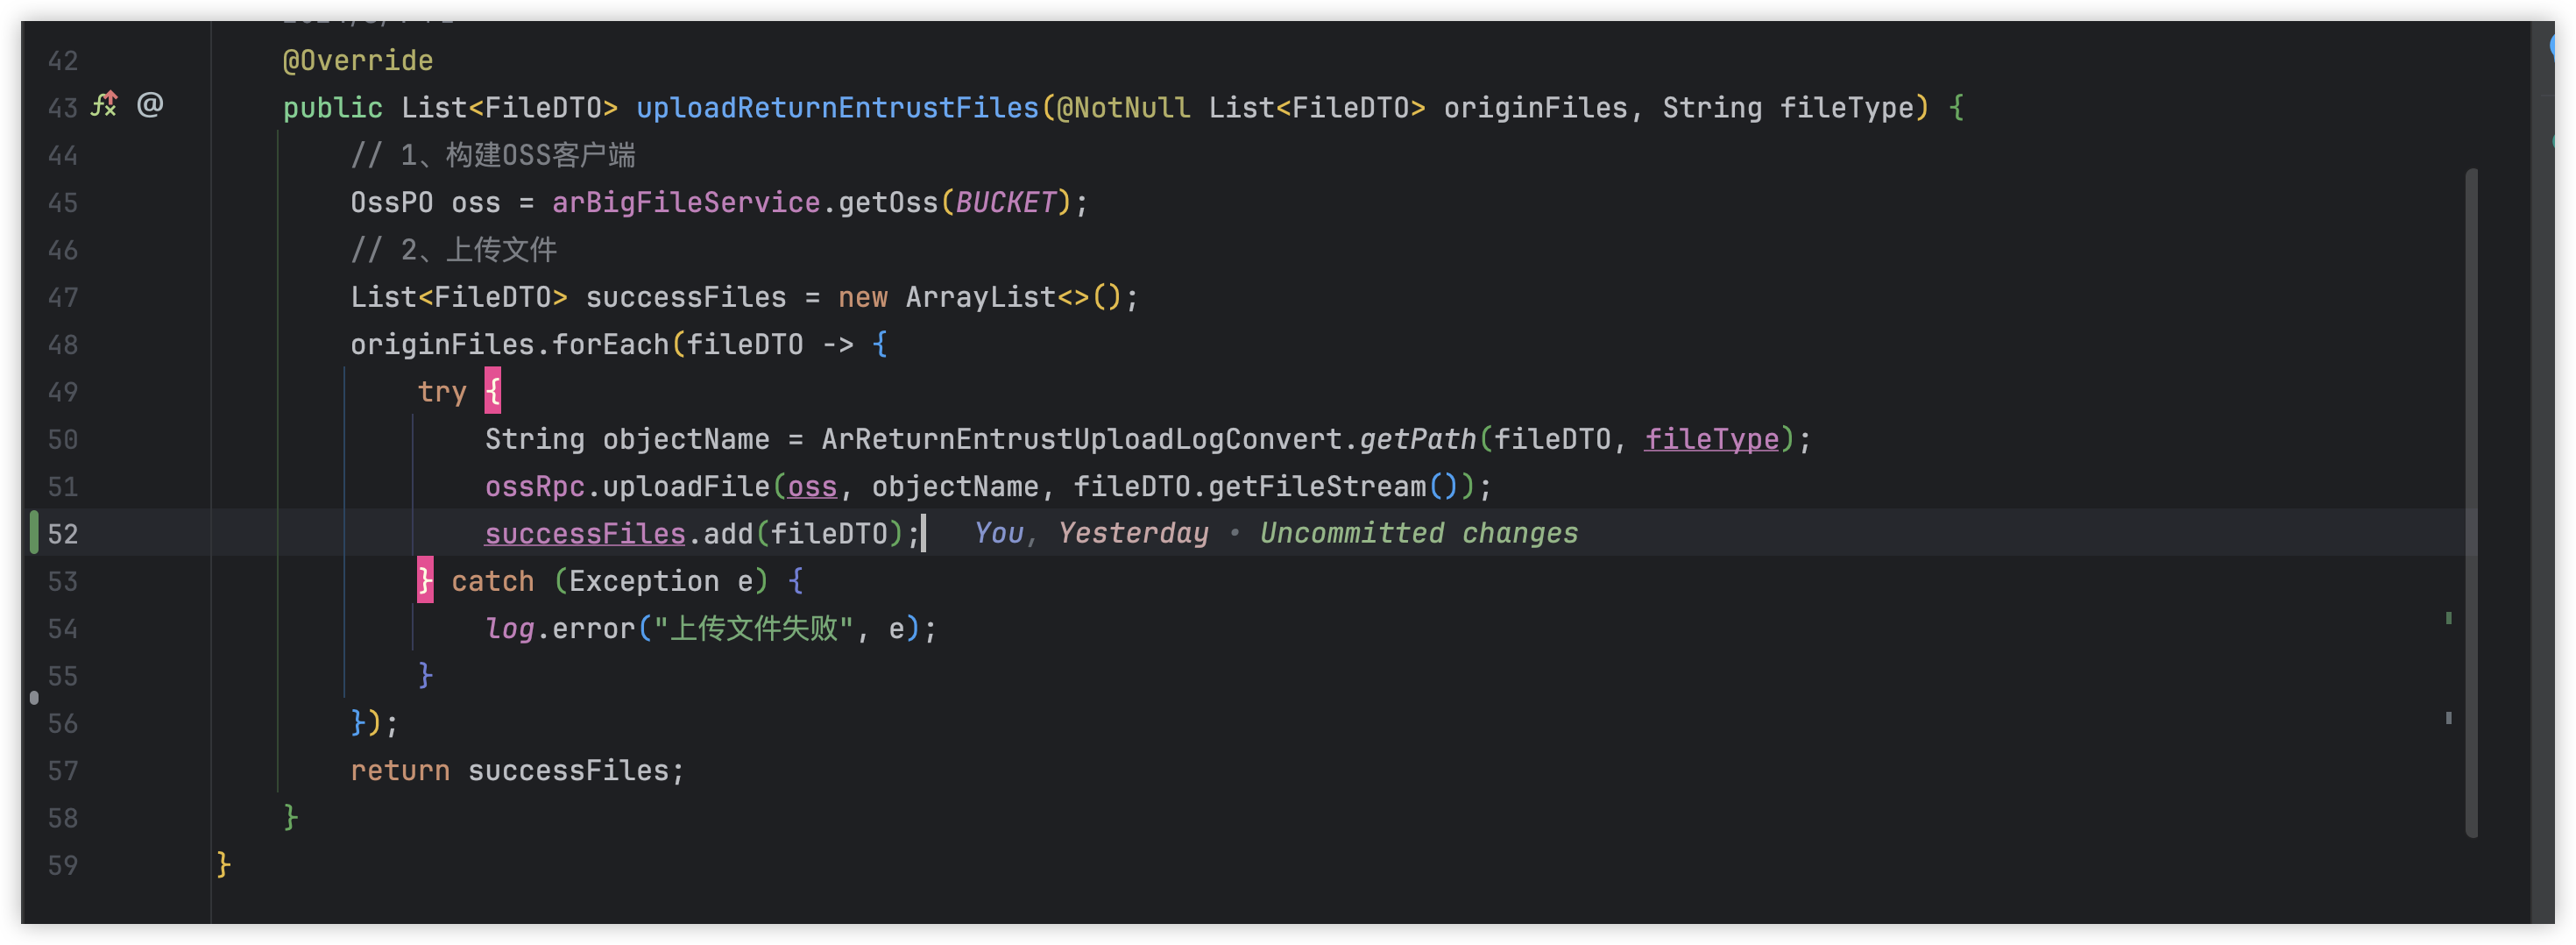 42 @Override
43 @ public List<FileDTO> uploadReturnEntrustFiles(@NotNull List<FileDTO> originFiles, String fileType) {
44 // 1、构建OSS客户端
45 OssPO oss = arBigFileService.getOss(BUCKET);
46 // 2、上传文件
47 List<FileDTO> successFiles = new ArrayList<>();
48 originFiles.forEach(fileDTO -> {
49 try {
50 String objectName = ArReturnEntrustUploadLogConvert.getPath(fileDTO, fileType);
51 ossRpc.uploadFile(oss, objectName, fileDTO.getFileStream());
52 successFiles.add(fileDTO); You, Yesterday • Uncommitted changes
53 } catch (Exception e) {
54 log.error("上传文件失败", e);
55 }
56 });
57 return successFiles;
58 }
59 }